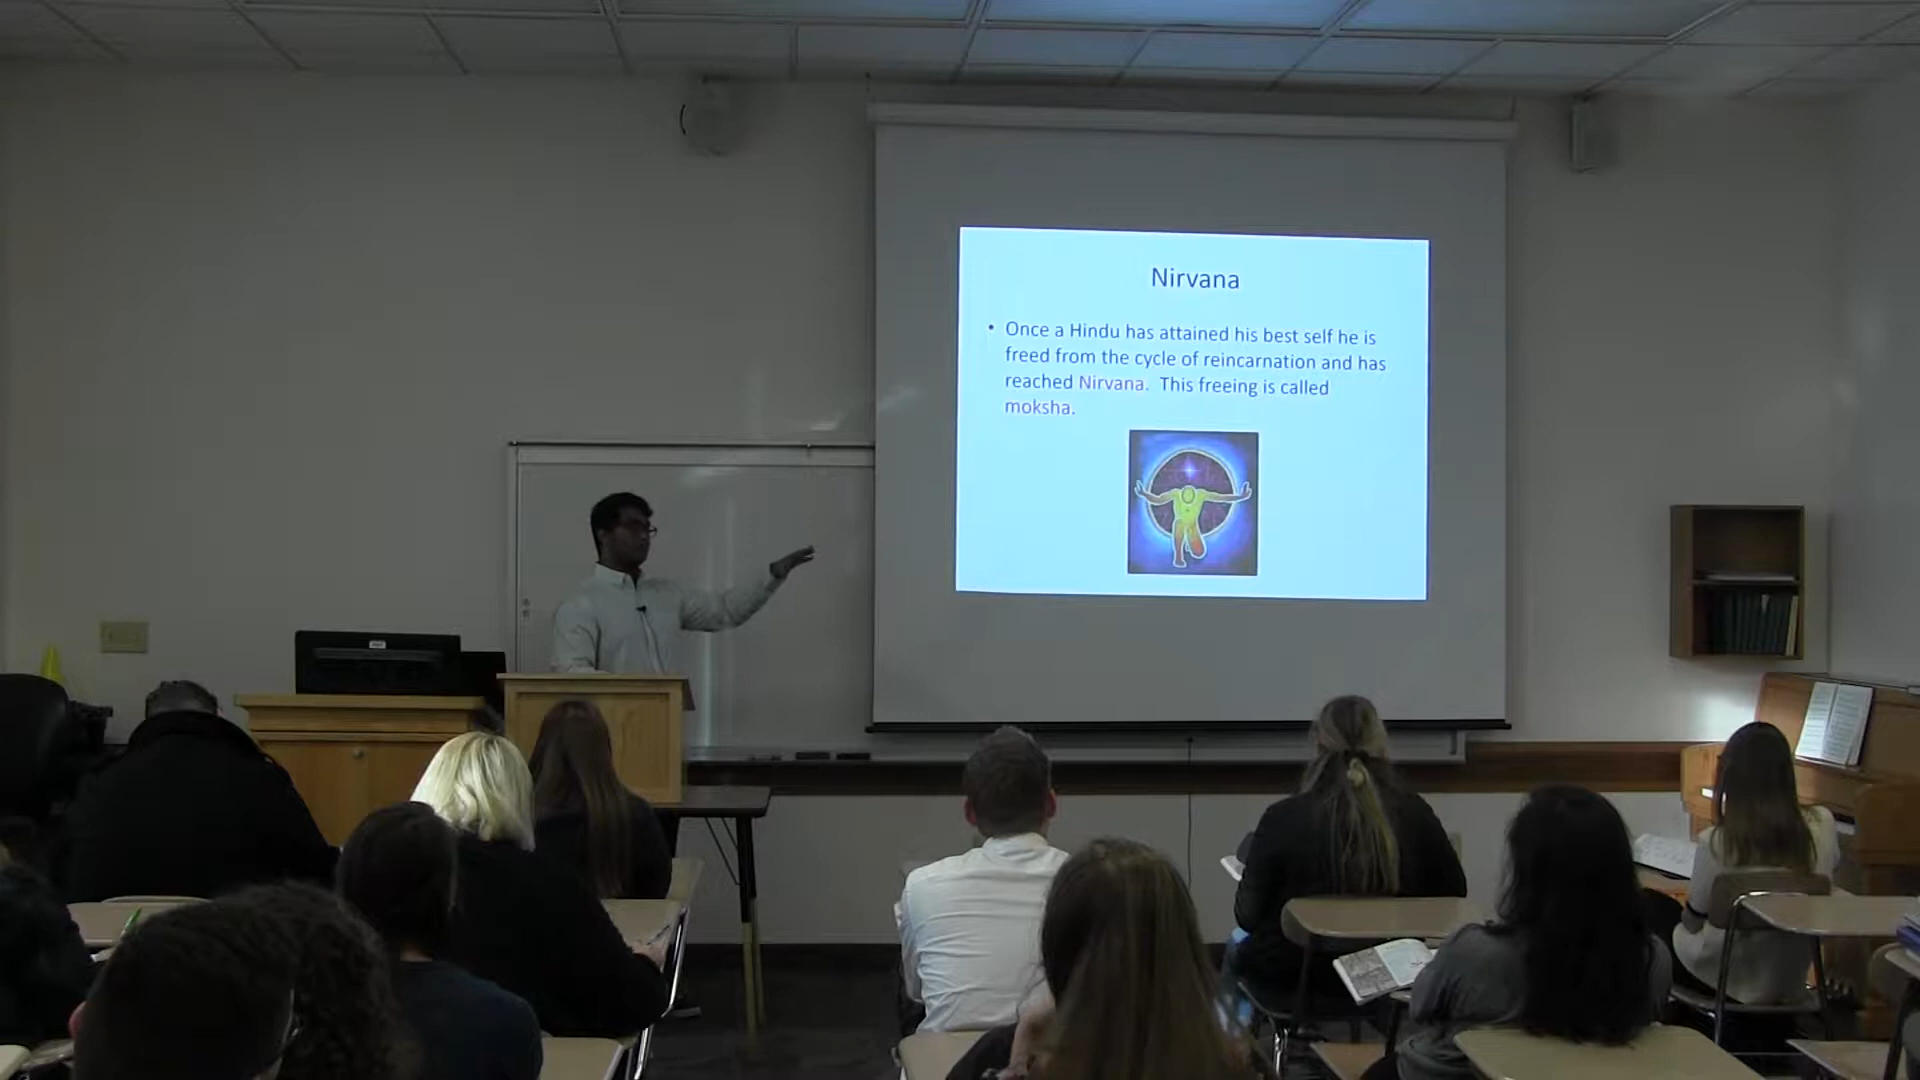 Nirvana
• Once a Hindu has attained his best self he is
freed from the cycle of reincarnation and has
reached Nirvana.  This freeing is called
moksha.